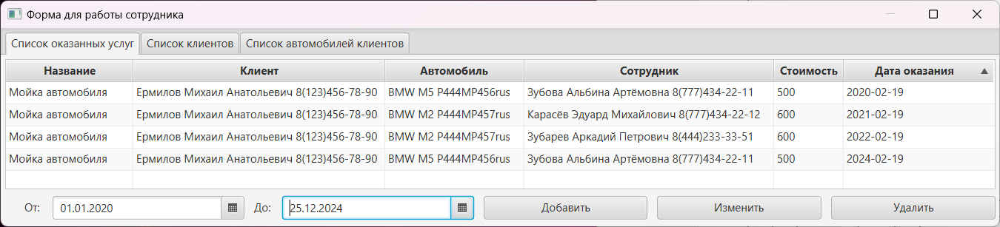 Форма для работы сотрудника
Список оказанных услуг Список клиентов Список автомобилей клиентов
Название Клиент Автомобиль Сотрудник Стоимость Дата оказания
Мойка автомобиля Ермилов Михаил Анатольевич 8(123)456-78-90 BMW M5 P444MP456rus Зубова Альбина Артёмовна 8(777)434-22-11 500 2020-02-19
Мойка автомобиля Ермилов Михаил Анатольевич 8(123)456-78-90 BMW M2 P444MP457rus Карасёв Эдуард Михайлович 8(777)434-22-12 600 2021-02-19
Мойка автомобиля Ермилов Михаил Анатольевич 8(123)456-78-90 BMW M2 P444MP457rus Зубарев Аркадий Петрович 8(444)233-33-51 600 2022-02-19
Мойка автомобиля Ермилов Михаил Анатольевич 8(123)456-78-90 BMW M5 P444MP456rus Зубова Альбина Артёмовна 8(777)434-22-11 500 2024-02-19
От: 01.01.2020 До: 25.12.2024 Добавить Изменить Удалить